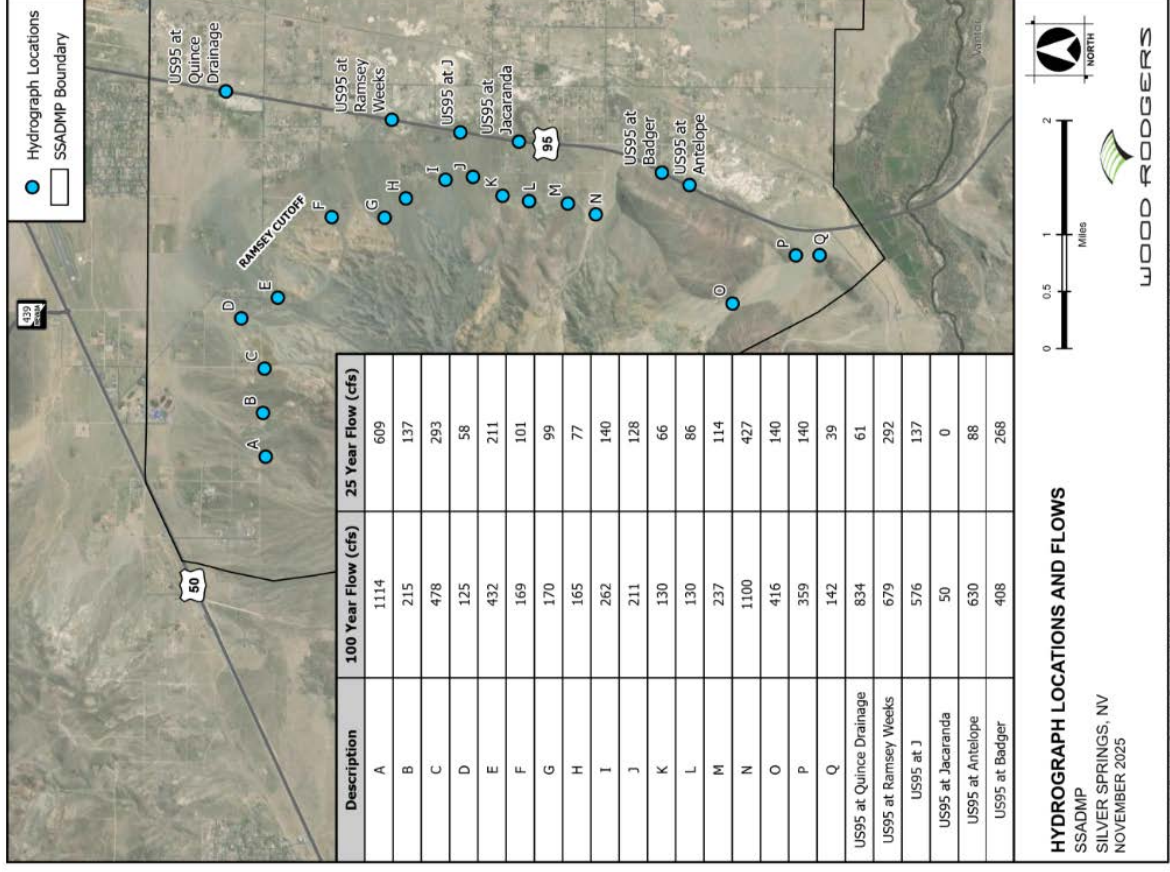 Hydrograph Locations
SSADMP Boundary
439
NEVADA
50
95
RAMSEY CUTOFF
US95 at
Quince
Drainage
US95 at
Ramsey
Weeks
US95 at J
US95 at
Jacaranda
US95 at
Badger
US95 at
Antelope
A
B
C
D
E
F
G
H
I
J
K
L
M
N
O
P
Q
Description 100 Year Flow (cfs) 25 Year Flow (cfs)
A 1114 609
B 215 137
C 478 293
D 125 58
E 432 211
F 169 101
G 170 99
H 165 77
I 262 140
J 211 128
K 130 66
L 130 86
M 237 114
N 1100 427
O 416 140
P 359 140
Q 142 39
US95 at Quince Drainage 834 61
US95 at Ramsey Weeks 679 292
US95 at J 576 137
US95 at Jacaranda 50 0
US95 at Antelope 630 88
US95 at Badger 408 268
HYDROGRAPH LOCATIONS AND FLOWS
SSADMP
SILVER SPRINGS, NV
NOVEMBER 2025
0 0.5 1 2
Miles
NORTH
WOOD RODGERS